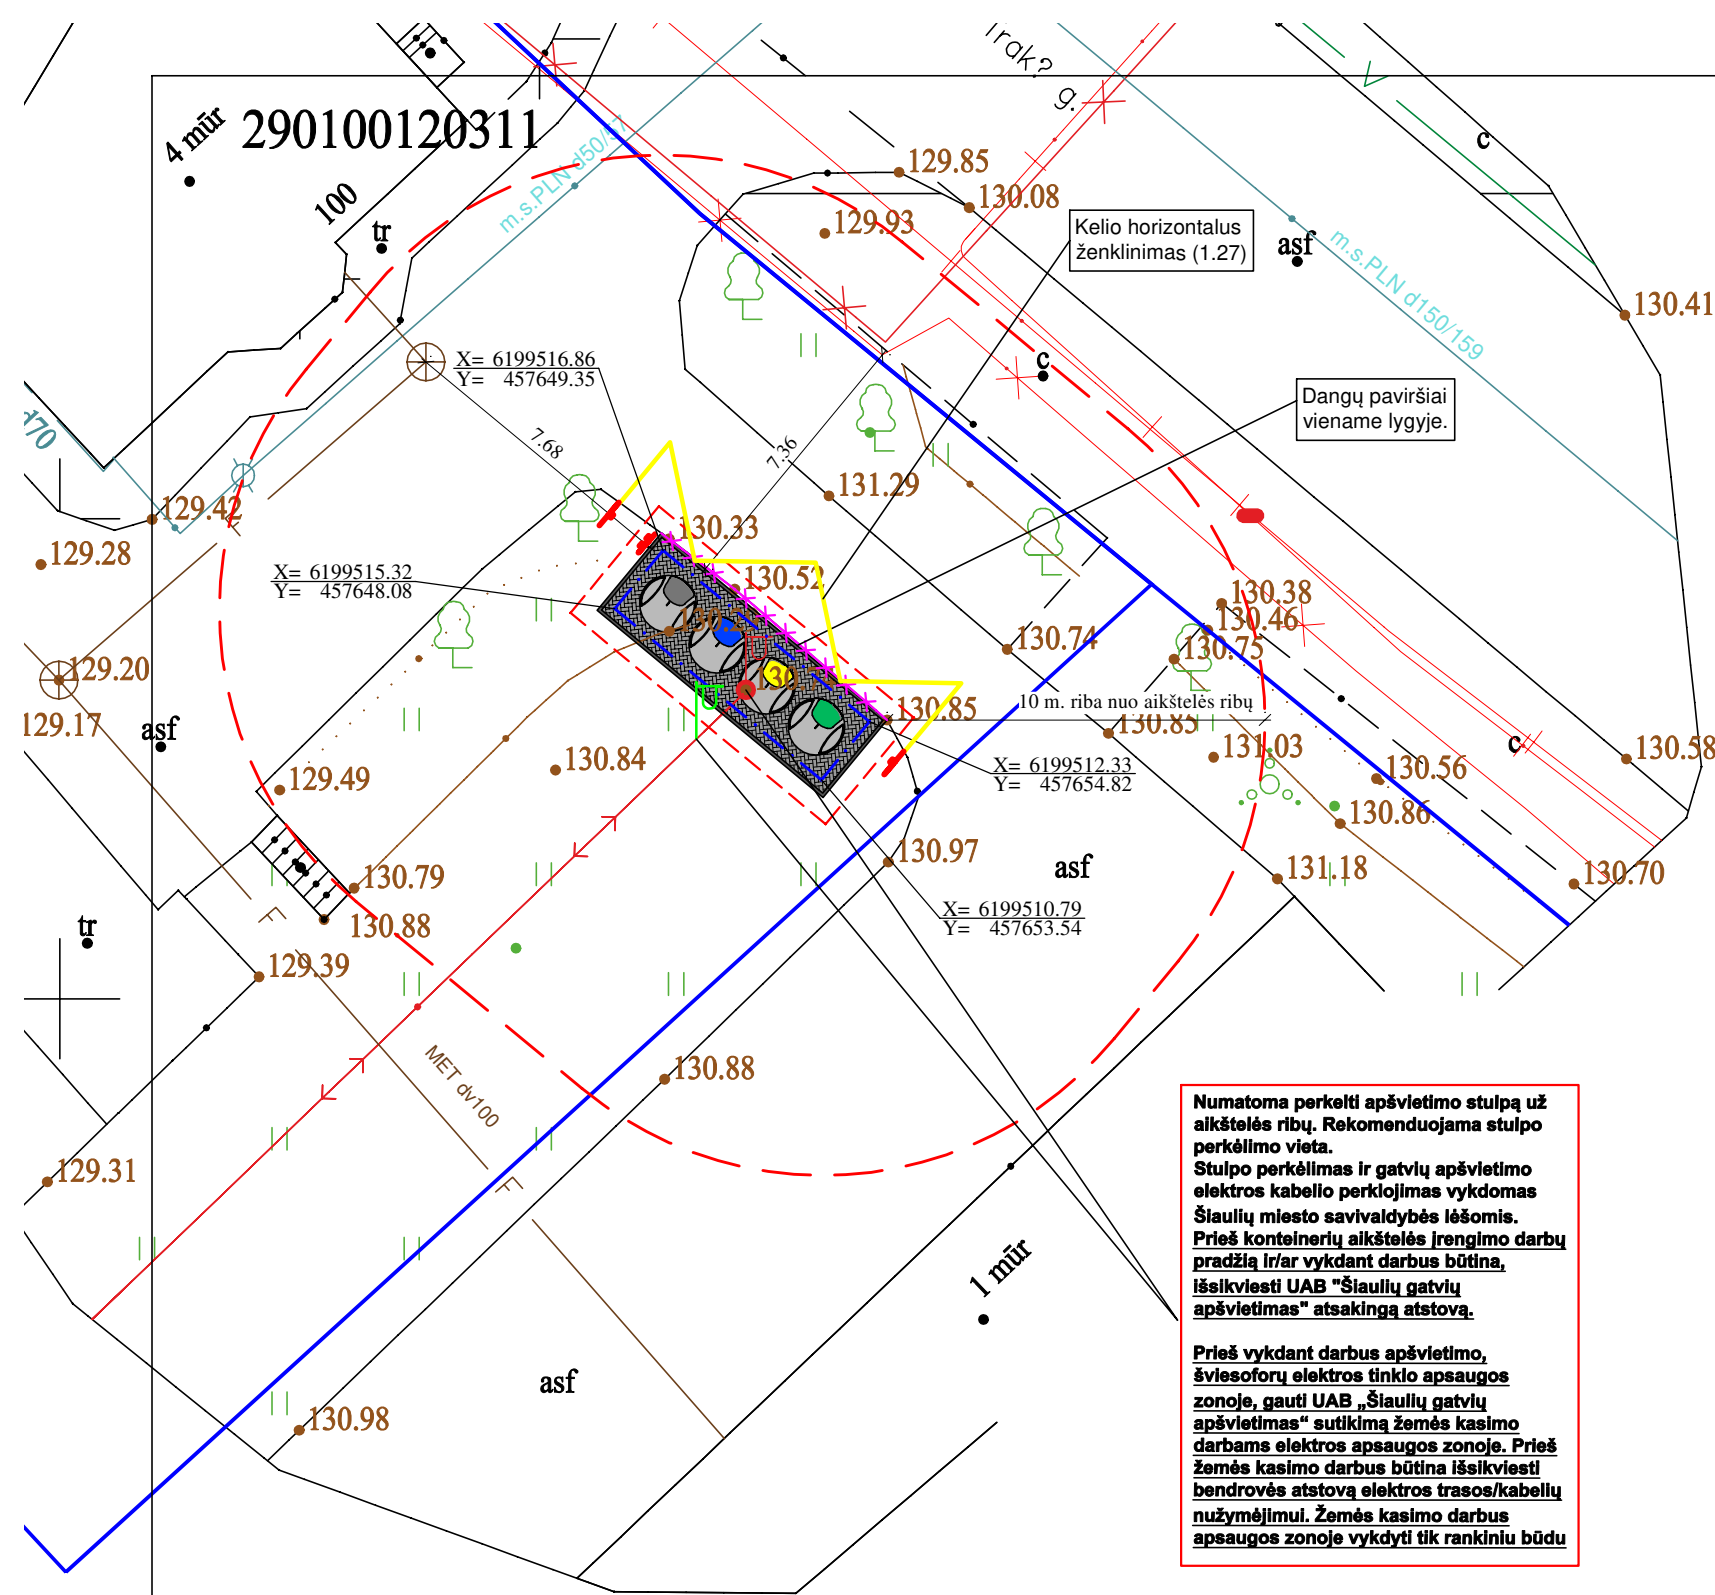 Irak? g.
4 mūr
290100120311
m.s.PLN d50/57
100
tr
129.85
130.08
129.93
Kelio horizontalus
ženklinimas (1.27)
asf
c
m.s.PLN d150/159
130.41
X= 6199516.86
Y= 457649.35
c
Dangų paviršiai
viename lygyje.
d70
7.68
7.36
129.42
131.29
129.28
130.33
X= 6199515.32
Y= 457648.08
130.52
130.38
130.46
130.75
130.74
129.20
129.17
asf
130.85
10 m. riba nuo aikštelės ribų
130.85
131.03
c
130.58
130.84
X= 6199512.33
Y= 457654.82
130.56
129.49
130.86
130.97
asf
131.18
130.70
130.79
130.88
X= 6199510.79
Y= 457653.54
tr
129.39
MET dv100
130.88
129.31
1 mūr
asf
130.98
Numatoma perkelti apšvietimo stulpą už
aikštelės ribų. Rekomenduojama stulpo
perkėlimo vieta.
Stulpo perkėlimas ir gatvių apšvietimo
elektros kabelio perklojimas vykdomas
Šiaulių miesto savivaldybės lėšomis.
Prieš konteinerių aikštelės įrengimo darbų
pradžią ir/ar vykdant darbus būtina,
išsikviesti UAB "Šiaulių gatvių
apšvietimas" atsakingą atstovą.
Prieš vykdant darbus apšvietimo,
šviesoforų elektros tinklo apsaugos
zonoje, gauti UAB „Šiaulių gatvių
apšvietimas“ sutikimą žemės kasimo
darbams elektros apsaugos zonoje. Prieš
žemės kasimo darbus būtina išsikviesti
bendrovės atstovą elektros trasos/kabelių
nužymėjimui. Žemės kasimo darbus
apsaugos zonoje vykdyti tik rankiniu būdu